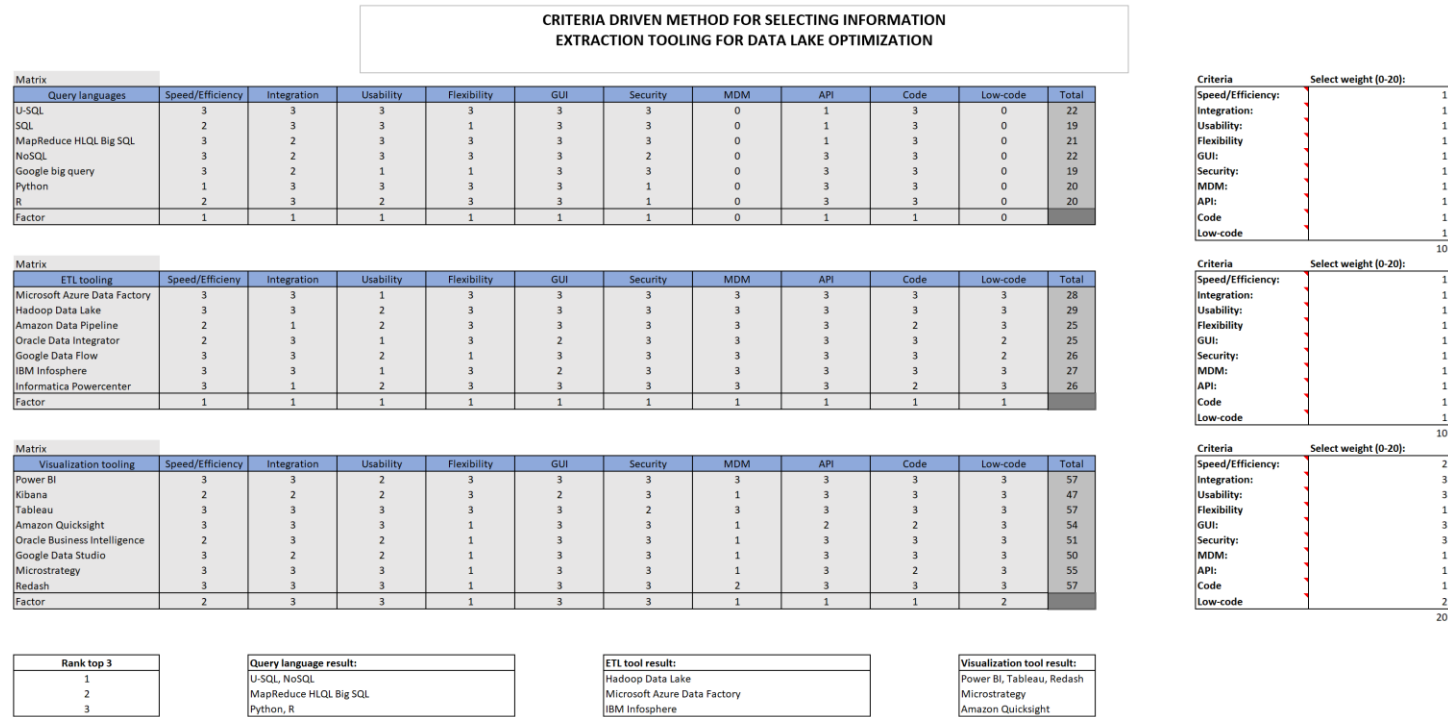 CRITERIA DRIVEN METHOD FOR SELECTING INFORMATION
EXTRACTION TOOLING FOR DATA LAKE OPTIMIZATION
Matrix
Query languages Speed/Efficiency Integration Usability Flexibility GUI Security MDM API Code Low-code Total
U-SQL 3 3 3 3 3 3 0 1 3 0 22
SQL 2 3 3 1 3 3 0 1 3 0 19
MapReduce HLQL Big SQL 3 2 3 3 3 3 0 1 3 0 21
NoSQL 3 2 3 3 3 2 0 3 3 0 22
Google big query 3 2 1 1 3 3 0 3 3 0 19
Python 1 3 3 3 3 1 0 3 3 0 20
R 2 3 2 3 3 1 0 3 3 0 20
Factor 1 1 1 1 1 1 0 1 1 0
Criteria Select weight (0-20):
Speed/Efficiency: 1
Integration: 1
Usability: 1
Flexibility 1
GUI: 1
Security: 1
MDM: 1
API: 1
Code 1
Low-code 1
10
Matrix
ETL tooling Speed/Efficieny Integration Usability Flexibility GUI Security MDM API Code Low-code Total
Microsoft Azure Data Factory 3 3 1 3 3 3 3 3 3 3 28
Hadoop Data Lake 3 3 2 3 3 3 3 3 3 3 29
Amazon Data Pipeline 2 1 2 3 3 3 3 3 2 3 25
Oracle Data Integrator 2 3 1 3 2 3 3 3 3 2 25
Google Data Flow 3 3 2 1 3 3 3 3 3 2 26
IBM Infosphere 3 3 1 3 2 3 3 3 3 3 27
Informatica Powercenter 3 1 2 3 3 3 3 3 2 3 26
Factor 1 1 1 1 1 1 1 1 1 1
Criteria Select weight (0-20):
Speed/Efficiency: 1
Integration: 1
Usability: 1
Flexibility 1
GUI: 1
Security: 1
MDM: 1
API: 1
Code 1
Low-code 1
10
Matrix
Visualization tooling Speed/Efficiency Integration Usability Flexibility GUI Security MDM API Code Low-code Total
Power BI 3 3 2 3 3 3 3 3 3 3 57
Kibana 2 2 2 3 2 3 1 3 3 3 47
Tableau 3 3 3 3 3 2 3 3 3 3 57
Amazon Quicksight 3 3 3 1 3 3 1 2 2 3 54
Oracle Business Intelligence 2 3 2 1 3 3 1 3 3 3 51
Google Data Studio 3 2 2 1 3 3 1 3 3 3 50
Microstrategy 3 3 3 1 3 3 1 3 2 3 55
Redash 3 3 3 1 3 3 2 3 3 3 57
Factor 2 3 3 1 3 3 1 1 1 2
Criteria Select weight (0-20):
Speed/Efficiency: 2
Integration: 3
Usability: 3
Flexibility 1
GUI: 3
Security: 3
MDM: 1
API: 1
Code 1
Low-code 2
20
Rank top 3
1
2
3
Query language result:
U-SQL, NoSQL
MapReduce HLQL Big SQL
Python, R
ETL tool result:
Hadoop Data Lake
Microsoft Azure Data Factory
IBM Infosphere
Visualization tool result:
Power BI, Tableau, Redash
Microstrategy
Amazon Quicksight